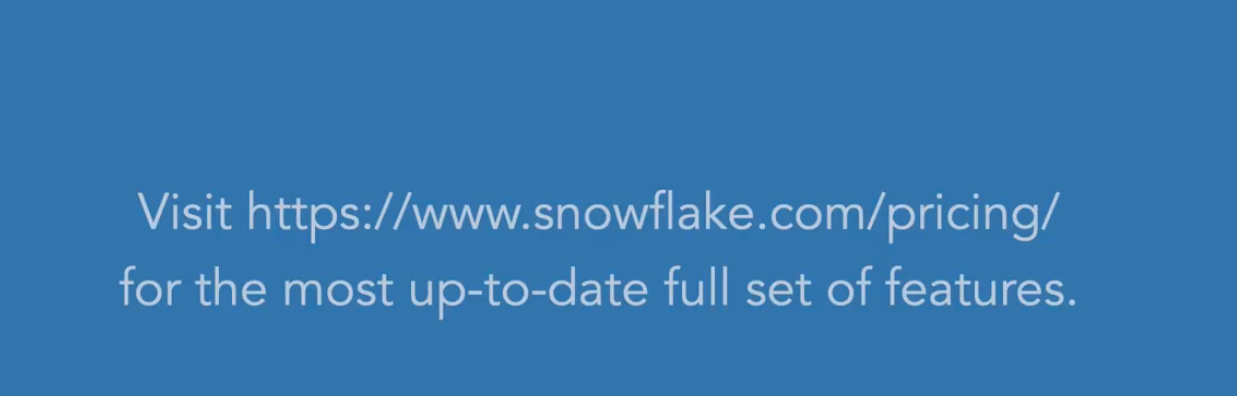 Visit https://www.snowflake.com/pricing/
for the most up-to-date full set of features.